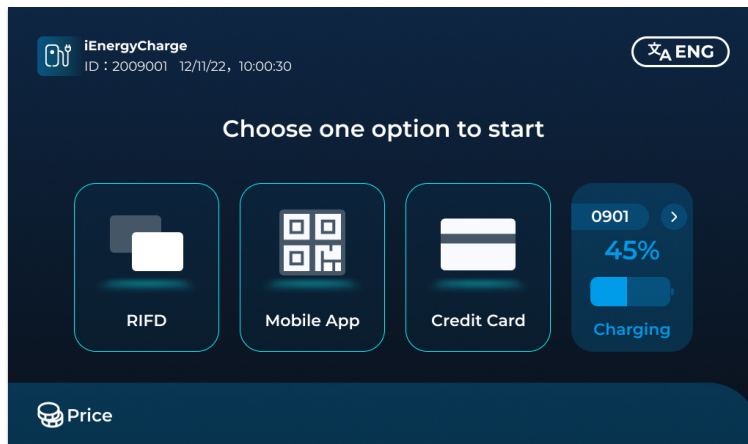 iEnergyCharge
ID：2009001 12/11/22，10:00:30
文A ENG
Choose one option to start
RIFD
Mobile App
Credit Card
0901 >
45%
Charging
Price